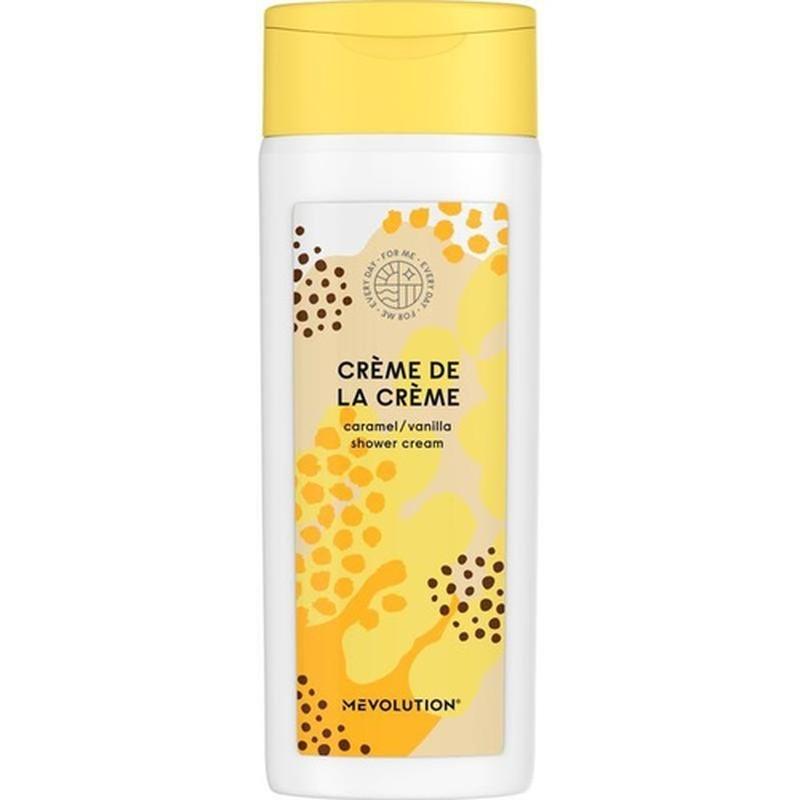 EVERY DAY · FOR ME · EVERY DAY · FOR ME ·
CRÈME DE
LA CRÈME
caramel/vanilla
shower cream
MEVOLUTION®